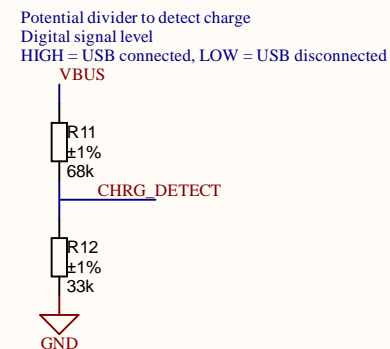 Potential divider to detect charge
Digital signal level
HIGH = USB connected, LOW = USB disconnected
VBUS
R11
±1%
68k
CHRG_DETECT
R12
±1%
33k
GND